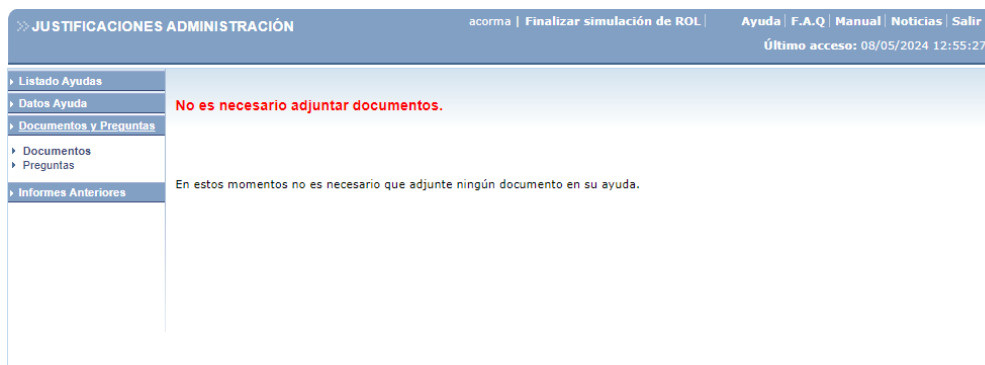 JUSTIFICACIONES ADMINISTRACIÓN
acorma | Finalizar simulación de ROL |
Ayuda | F.A.Q | Manual | Noticias | Salir
Último acceso: 08/05/2024 12:55:27
Listado Ayudas
Datos Ayuda
Documentos y Preguntas
Documentos
Preguntas
Informes Anteriores
No es necesario adjuntar documentos.
En estos momentos no es necesario que adjunte ningún documento en su ayuda.